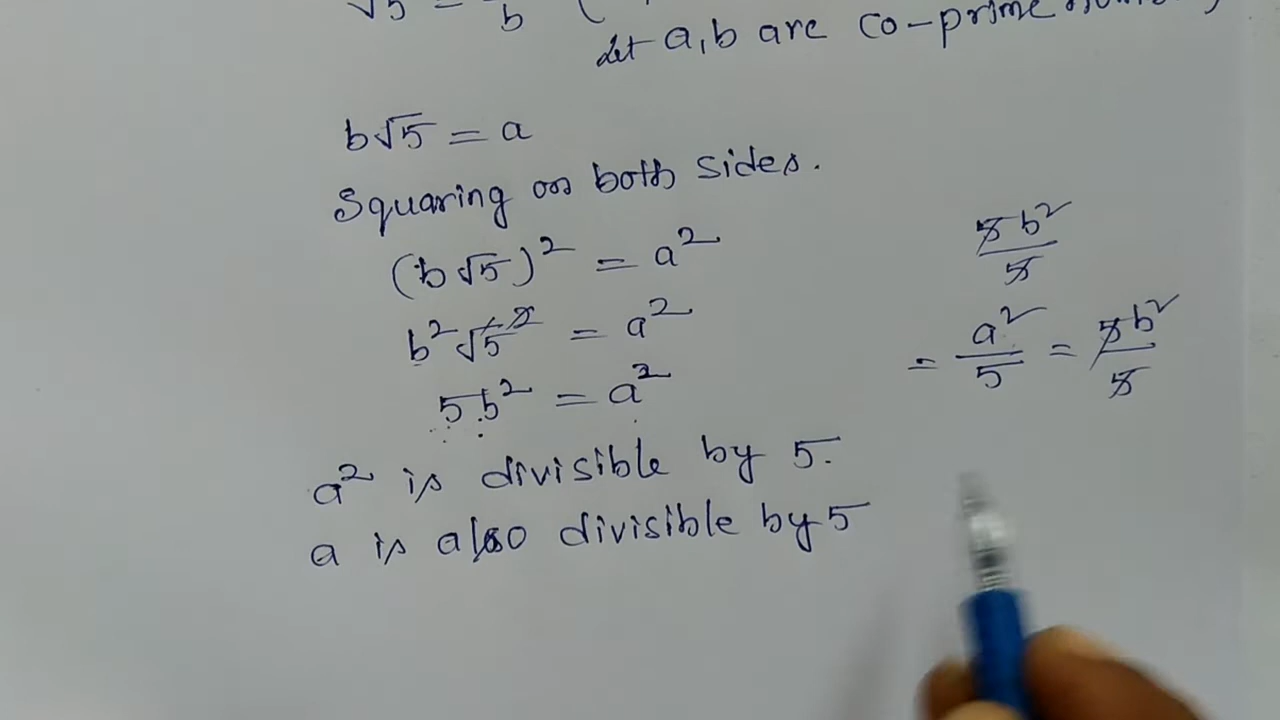 √5 = /b (
Let a,b are co-prime
b√5 = a
Squaring on both sides.
(b√5)² = a²
b²√5² = a²
5b² = a²
a² is divisible by 5.
a is also divisible by 5
5b²/5
= a²/5 = 5b²/5